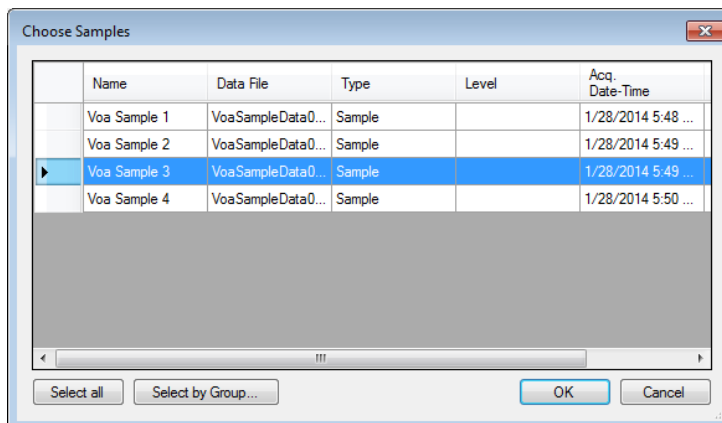 Choose Samples
Name Data File Type Level Acq. Date-Time
Voa Sample 1 VoaSampleData0... Sample 1/28/2014 5:48 ...
Voa Sample 2 VoaSampleData0... Sample 1/28/2014 5:49 ...
Voa Sample 3 VoaSampleData0... Sample 1/28/2014 5:49 ...
Voa Sample 4 VoaSampleData0... Sample 1/28/2014 5:50 ...
Select all Select by Group... OK Cancel